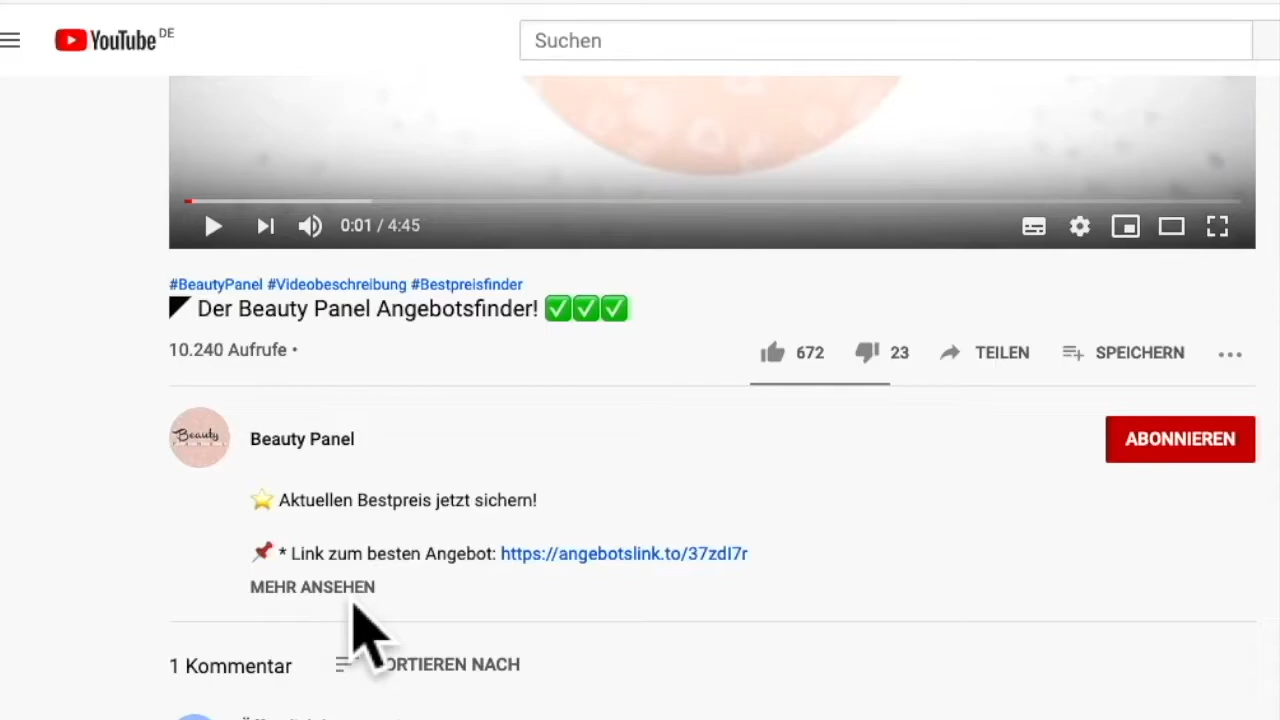 YouTube DE
Suchen
0:01 / 4:45
#BeautyPanel #Videobeschreibung #Bestpreisfinder
Der Beauty Panel Angebotsfinder! ✅✅✅
10.240 Aufrufe •
672
23
TEILEN
SPEICHERN
Beauty
Beauty Panel
ABONNIEREN
⭐ Aktuellen Bestpreis jetzt sichern!
📌 * Link zum besten Angebot: https://angebotslink.to/37zdI7r
MEHR ANSEHEN
1 Kommentar
ORTIEREN NACH